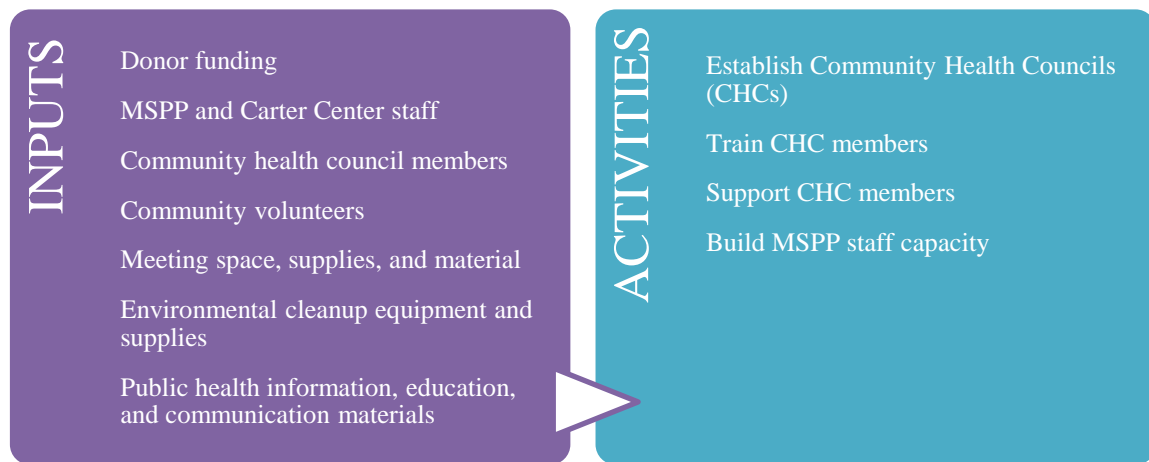 INPUTS
Donor funding
MSPP and Carter Center staff
Community health council members
Community volunteers
Meeting space, supplies, and material
Environmental cleanup equipment and
supplies
Public health information, education,
and communication materials
ACTIVITIES
Establish Community Health Councils
(CHCs)
Train CHC members
Support CHC members
Build MSPP staff capacity